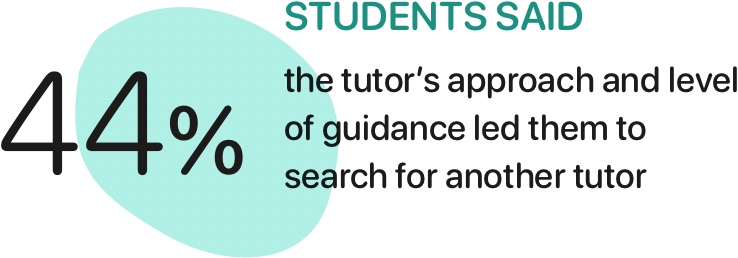 44%
STUDENTS SAID
the tutor’s approach and level
of guidance led them to
search for another tutor